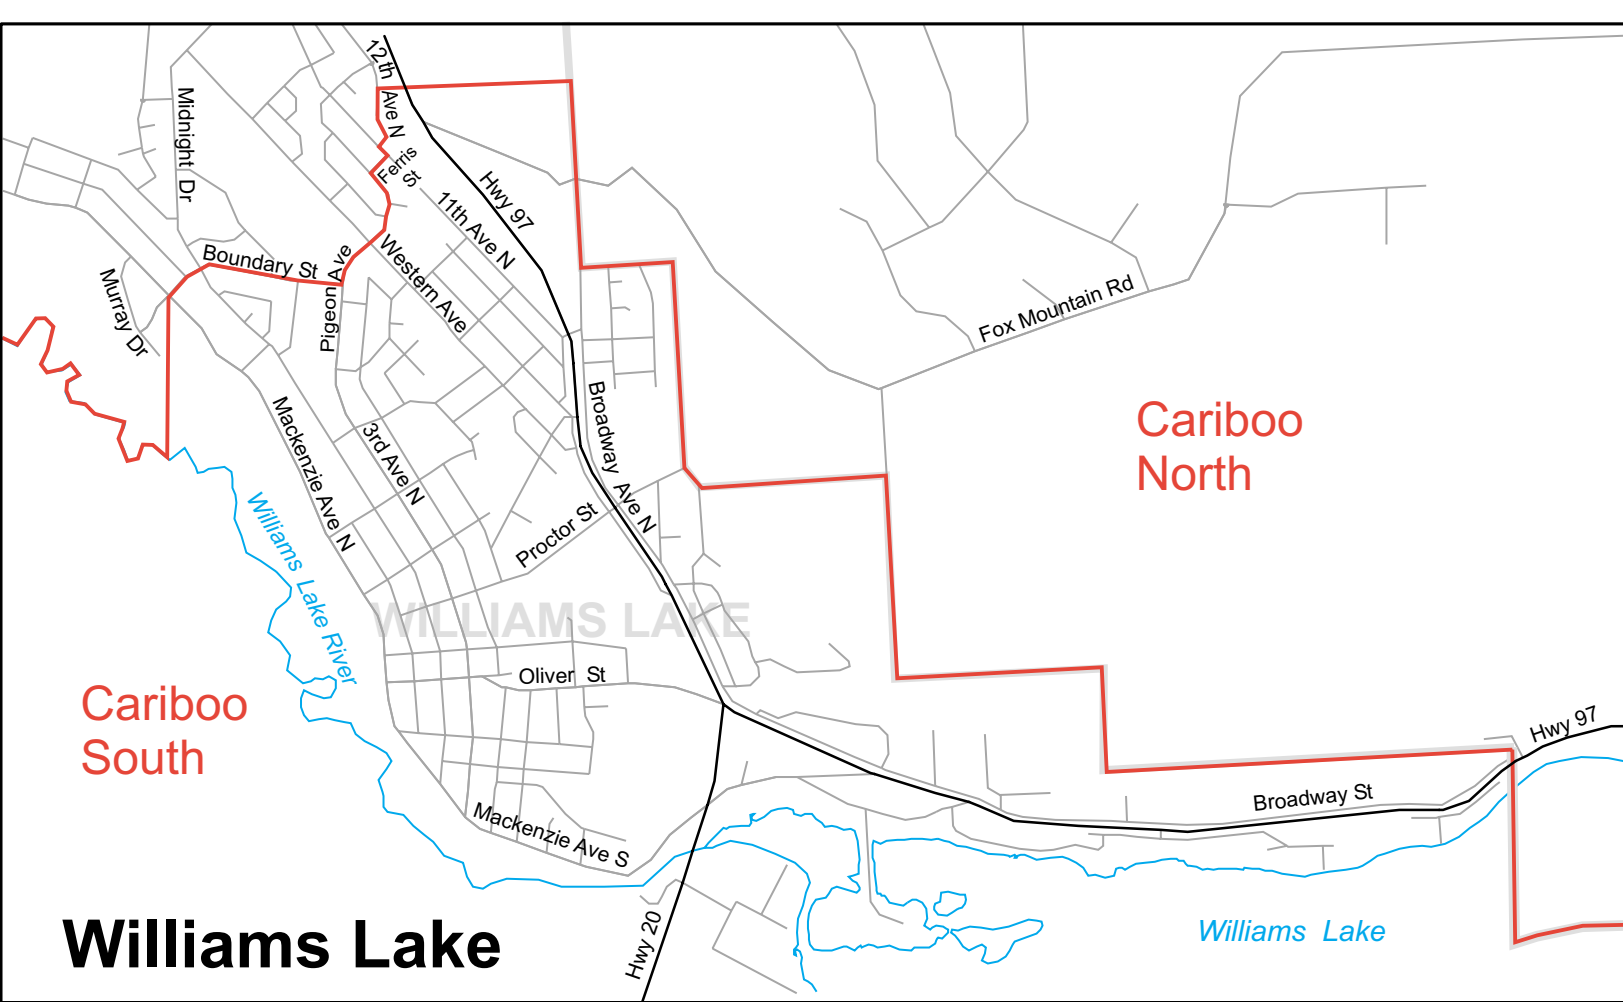 12th
Ave N
Midnight Dr
Ferris
St
Hwy 97
11th Ave N
Boundary St
Pigeon Ave
Western Ave
Murray Dr
Fox Mountain Rd
Broadway Ave N
Mackenzie Ave N
3rd Ave N
Cariboo
North
Proctor St
Williams Lake River
WILLIAMS LAKE
Oliver St
Cariboo
South
Hwy 97
Broadway St
Mackenzie Ave S
Williams Lake
Hwy 20
Williams Lake